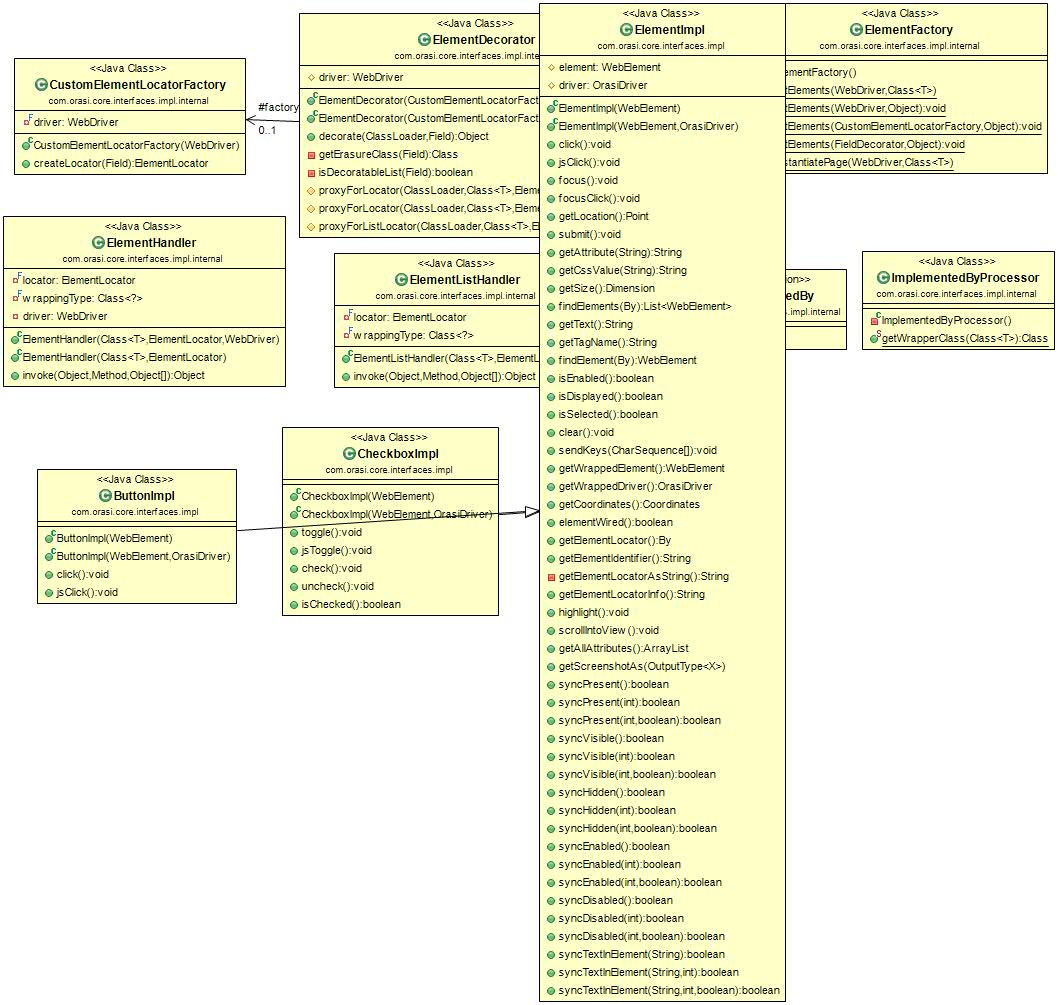 <<Java Class>>
CustomElementLocatorFactory
com.orasi.core.interfaces.impl.internal
driver: WebDriver
CustomElementLocatorFactory(WebDriver)
createLocator(Field):ElementLocator
#factory
0..1
<<Java Class>>
ElementDecorator
com.orasi.core.interfaces.impl.inte
driver: WebDriver
ElementDecorator(CustomElementLocatorFact
ElementDecorator(CustomElementLocatorFact
decorate(ClassLoader,Field):Object
getErasureClass(Field):Class
isDecoratableList(Field):boolean
proxyForLocator(ClassLoader,Class<T>,Eleme
proxyForLocator(ClassLoader,Class<T>,Eleme
proxyForListLocator(ClassLoader,Class<T>,E
<<Java Class>>
ElementImpl
com.orasi.core.interfaces.impl
element: WebElement
driver: OrasiDriver
ElementImpl(WebElement)
ElementImpl(WebElement,OrasiDriver)
click():void
jsClick():void
focus():void
focusClick():void
getLocation():Point
submit():void
getAttribute(String):String
getCssValue(String):String
getSize():Dimension
findElements(By):List<WebElement>
getText():String
getTagName():String
findElement(By):WebElement
isEnabled():boolean
isDisplayed():boolean
isSelected():boolean
clear():void
sendKeys(CharSequence[]):void
getWrappedElement():WebElement
getWrappedDriver():OrasiDriver
getCoordinates():Coordinates
elementWired():boolean
getElementLocator():By
getElementIdentifier():String
getElementLocatorAsString():String
getElementLocatorInfo():String
highlight():void
scrollIntoView():void
getAllAttributes():ArrayList
getScreenshotAs(OutputType<X>)
syncPresent():boolean
syncPresent(int):boolean
syncPresent(int,boolean):boolean
syncVisible():boolean
syncVisible(int):boolean
syncVisible(int,boolean):boolean
syncHidden():boolean
syncHidden(int):boolean
syncHidden(int,boolean):boolean
syncEnabled():boolean
syncEnabled(int):boolean
syncEnabled(int,boolean):boolean
syncDisabled():boolean
syncDisabled(int):boolean
syncDisabled(int,boolean):boolean
syncTextInElement(String):boolean
syncTextInElement(String,int):boolean
syncTextInElement(String,int,boolean):boolean
<<Java Class>>
ElementFactory
com.orasi.core.interfaces.impl.internal
ementFactory()
tElements(WebDriver,Class<T>)
tElements(WebDriver,Object):void
tElements(CustomElementLocatorFactory,Object):void
tElements(FieldDecorator,Object):void
stantiatePage(WebDriver,Class<T>)
<<Java Class>>
ElementHandler
com.orasi.core.interfaces.impl.internal
locator: ElementLocator
wrappingType: Class<?>
driver: WebDriver
ElementHandler(Class<T>,ElementLocator,WebDriver)
ElementHandler(Class<T>,ElementLocator)
invoke(Object,Method,Object[]):Object
<<Java Class>>
ElementListHandler
com.orasi.core.interfaces.impl.internal
locator: ElementLocator
wrappingType: Class<?>
ElementListHandler(Class<T>,ElementL
invoke(Object,Method,Object[]):Object
ion>>
edBy
s.impl.internal
<<Java Class>>
ImplementedByProcessor
com.orasi.core.interfaces.impl.internal
ImplementedByProcessor()
getWrapperClass(Class<T>):Class
<<Java Class>>
ButtonImpl
com.orasi.core.interfaces.impl
ButtonImpl(WebElement)
ButtonImpl(WebElement,OrasiDriver)
click():void
jsClick():void
<<Java Class>>
CheckboxImpl
com.orasi.core.interfaces.impl
CheckboxImpl(WebElement)
CheckboxImpl(WebElement,OrasiDriver)
toggle():void
jsToggle():void
check():void
uncheck():void
isChecked():boolean